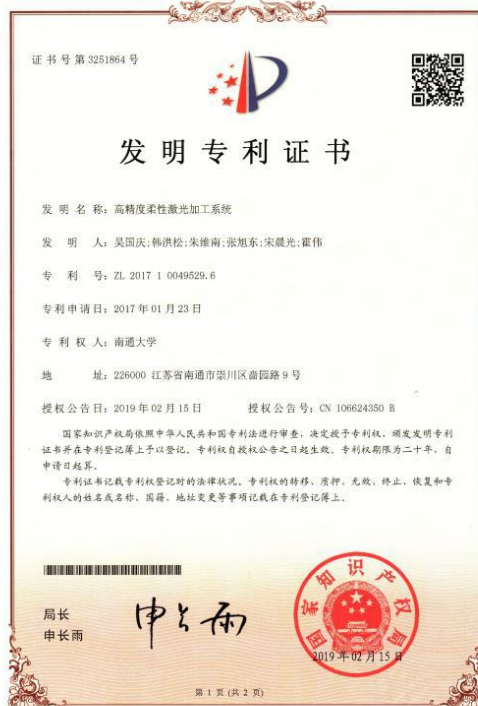 证书号第3251864号
发明专利证书
发明名称：高精度柔性激光加工系统
发明人：吴国庆;韩洪松;朱维南;张旭东;宋晨光;霍伟
专利号：ZL 2017 1 0049529.6
专利申请日：2017年01月23日
专利权人：南通大学
地址：226000 江苏省南通市崇川区啬园路9号
授权公告日：2019年02月15日 授权公告号：CN 106624350 B
国家知识产权局依照中华人民共和国专利法进行审查，决定授予专利权，颁发发明专利
证书并在专利登记簿上予以登记。专利权自授权公告之日起生效。专利权期限为二十年，自
申请日起算。
专利证书记载专利权登记时的法律状况。专利权的转移、质押、无效、终止、恢复和专
利权人的姓名或名称、国籍、地址变更等事项记载在专利登记簿上。
局长
申长雨
申长雨
国家知识产权局
2019年02月15日
第 1 页 (共 2 页)